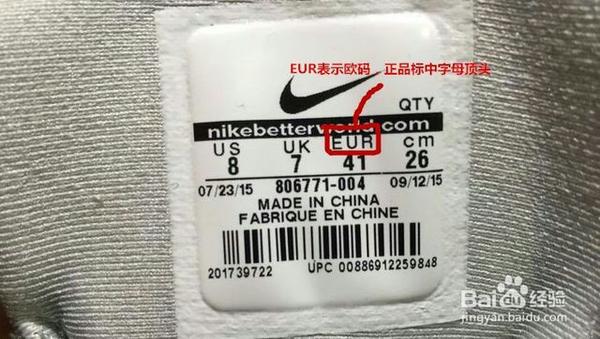 EUR表示欧码 正品标中字母顶头
QTY
nikebetterworld.com
US UK EUR cm
8 7 41 26
07/23/15 806771-004 09/12/15
MADE IN CHINA
FABRIQUE EN CHINE
201739722 UPC 00886912259848
Baidu经验
jingyan.baidu.com